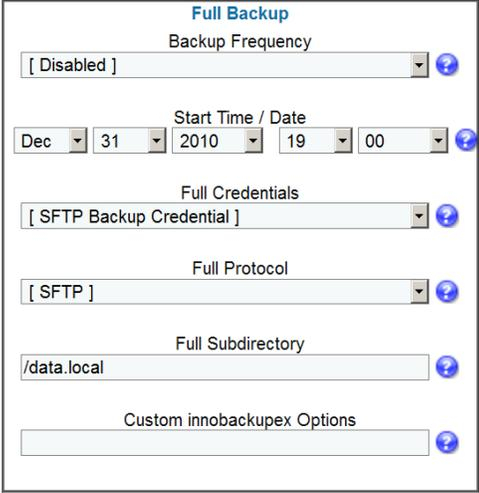 Full Backup
Backup Frequency
[ Disabled ]
Start Time / Date
Dec 31 2010 19 00
Full Credentials
[ SFTP Backup Credential ]
Full Protocol
[ SFTP ]
Full Subdirectory
/data.local
Custom innobackupex Options